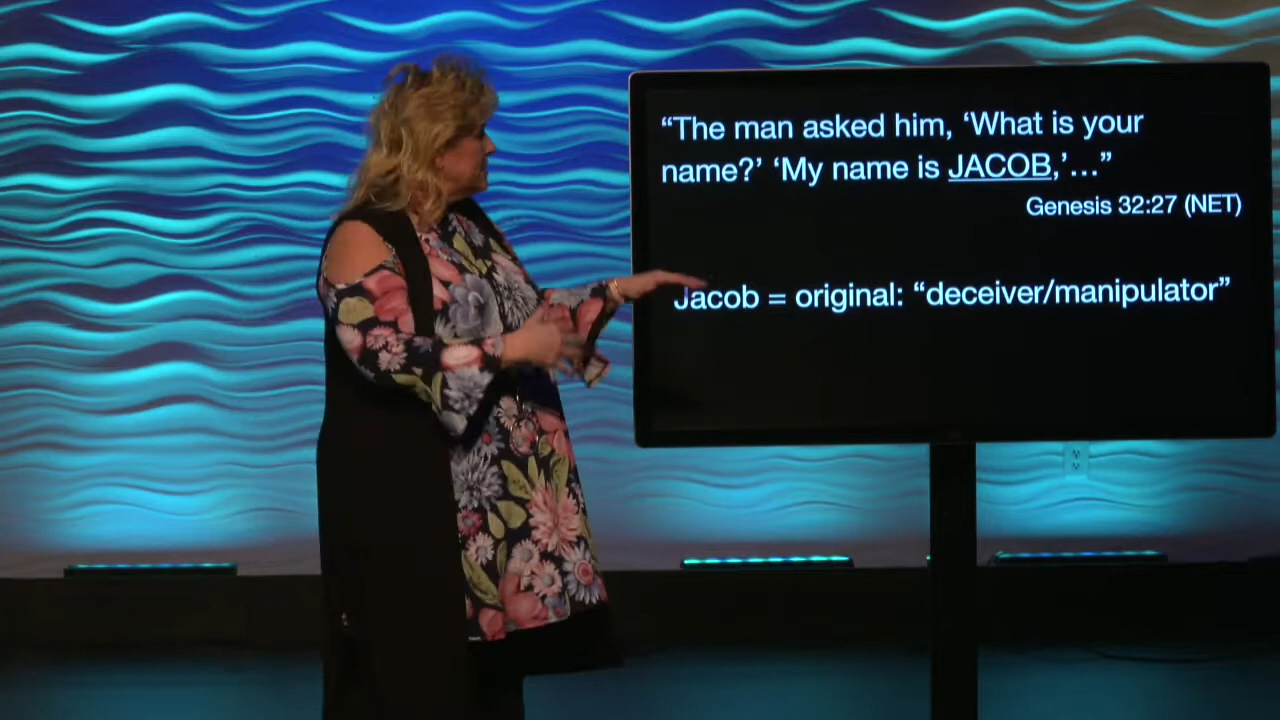 “The man asked him, ‘What is your
name?’ ‘My name is JACOB,’…”
Genesis 32:27 (NET)
Jacob = original: “deceiver/manipulator”